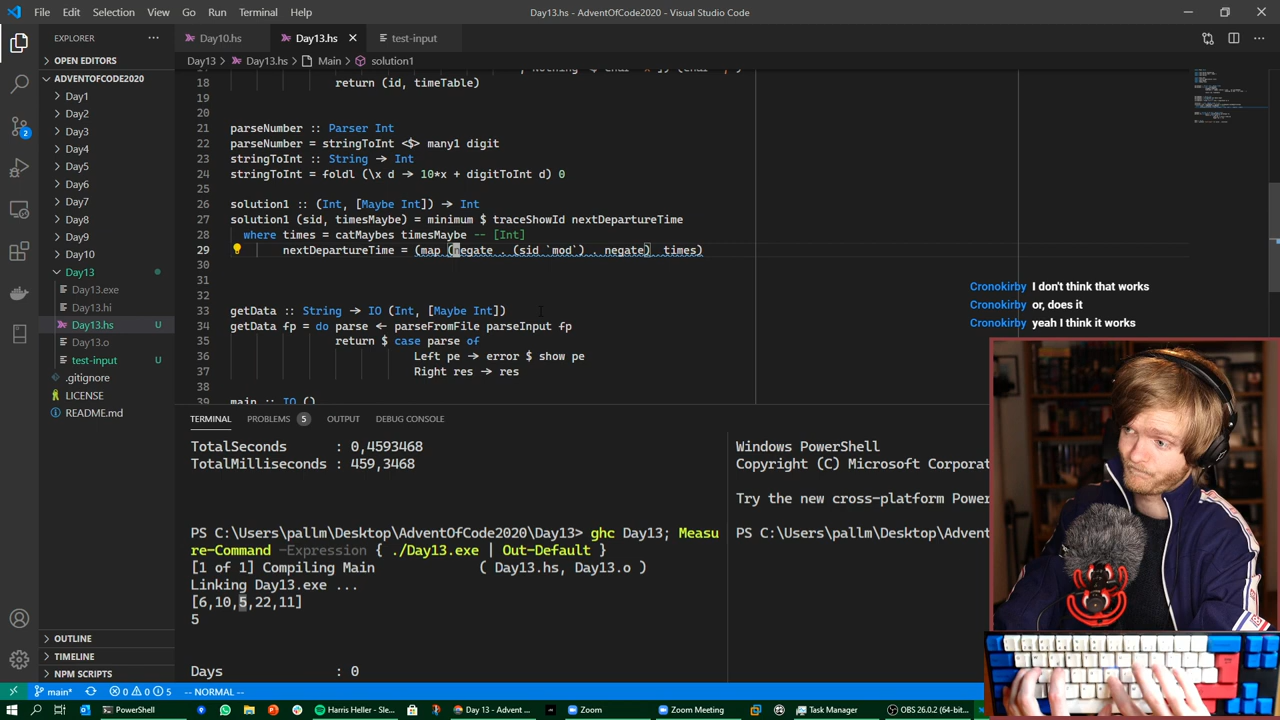 File Edit Selection View Go Run Terminal Help
Day13.hs - AdventOfCode2020 - Visual Studio Code
EXPLORER ...
OPEN EDITORS
ADVENTOFCODE2020
Day1
Day2
Day3
Day4
Day5
Day6
Day7
Day8
Day9
Day10
Day13
Day13.exe
Day13.hi
Day13.hs U
Day13.o
test-input U
.gitignore
LICENSE
README.md
OUTLINE
TIMELINE
NPM SCRIPTS
2
Day10.hs
Day13.hs
test-input
Day13 > Day13.hs > Main > solution1
18 return (id, timeTable)
19
20
21 parseNumber :: Parser Int
22 parseNumber = stringToInt <$> many1 digit
23 stringToInt :: String → Int
24 stringToInt = foldl (\x d → 10*x + digitToInt d) 0
25
26 solution1 :: (Int, [Maybe Int]) → Int
27 solution1 (sid, timesMaybe) = minimum $ traceShowId nextDepartureTime
28 where times = catMaybes timesMaybe -- [Int]
29 nextDepartureTime = (map (negate . (sid `mod`) . negate) times)
30
31
32
33 getData :: String → IO (Int, [Maybe Int])
34 getData fp = do parse ← parseFromFile parseInput fp
35 return $ case parse of
36 Left pe → error $ show pe
37 Right res → res
38
39 main :: IO ()
Cronokirby I don't think that works
Cronokirby or, does it
Cronokirby yeah I think it works
TERMINAL PROBLEMS 5 OUTPUT DEBUG CONSOLE
TotalSeconds : 0,4593468
TotalMilliseconds : 459,3468
PS C:\Users\pallm\Desktop\AdventOfCode2020\Day13> ghc Day13; Measu
re-Command -Expression { ./Day13.exe | Out-Default }
[1 of 1] Compiling Main ( Day13.hs, Day13.o )
Linking Day13.exe ...
[6,10,5,22,11]
5
Days : 0
Windows PowerShell
Copyright (C) Microsoft Corporat
Try the new cross-platform Power
PS C:\Users\pallm\Desktop\Adven
main* 0 0 5 -- NORMAL --
PowerShell
Harris Heller - Sle...
Day 13 - Advent ...
Zoom
Zoom Meeting
Task Manager
OBS 26.0.2 (64-bit...